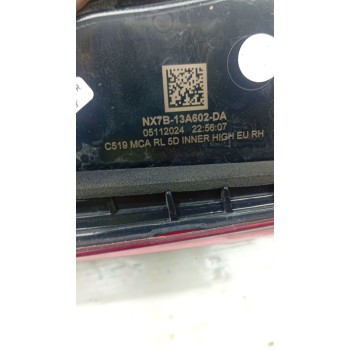 NX7B-13A602-DA
05112024 22:56:07
C519 MCA RL 5D INNER HIGH EU RH